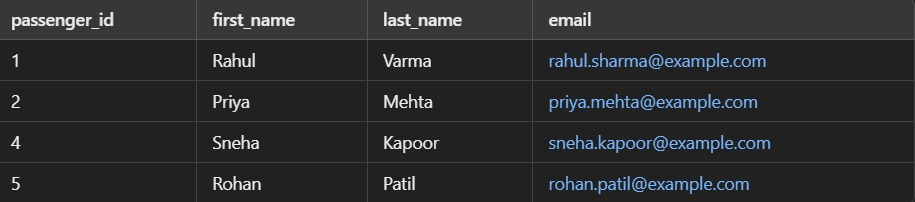 passenger_id first_name last_name email
1 Rahul Varma rahul.sharma@example.com
2 Priya Mehta priya.mehta@example.com
4 Sneha Kapoor sneha.kapoor@example.com
5 Rohan Patil rohan.patil@example.com